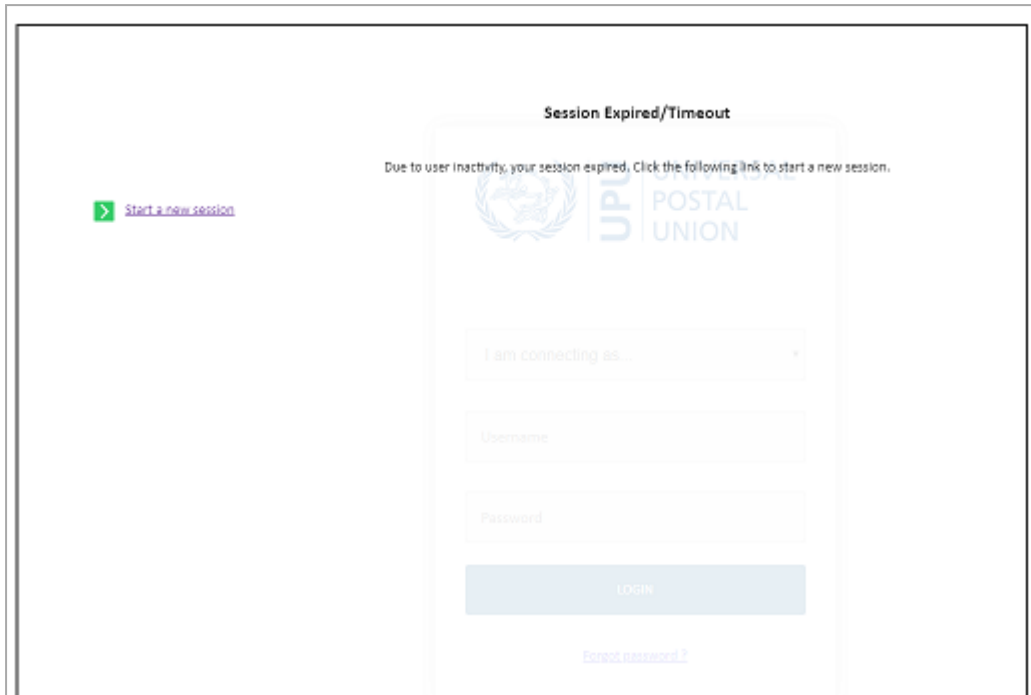 Session Expired/Timeout
Due to user inactivity, your session expired. Click the following link to start a new session.
Start a new session
UPU
UNIVERSAL
POSTAL
UNION
I am connecting as...
Username
Password
LOGIN
Forgot password ?